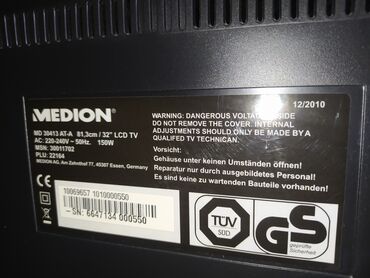 12/2010
MEDION®
MD 30413 AT-A 81,3cm / 32" LCD TV
AC: 220-240V ~ 50Hz. 150W
MSN: 30011702
PLU: 22164
MEDION AG, Am Zehnthof 77, 45307 Essen, Germany
WARNING: DANGEROUS VOLTAGE INSIDE
DO NOT REMOVE THE COVER. INTERNAL
ADJUSTMENTS SHOULD ONLY BE MADE BY A
QUALIFED TV TECHNICAN.
Vorsicht:
Gehäuse unter keinen Umständen öffnen!
Reparatur nur durch ausgebildetes Personal!
Es sind keine zu wartenden Bauteile vorhanden!
10069657 1019000550
SN: 6647134 000550
TÜV
SÜD
GS
geprüfte
Sicherheit